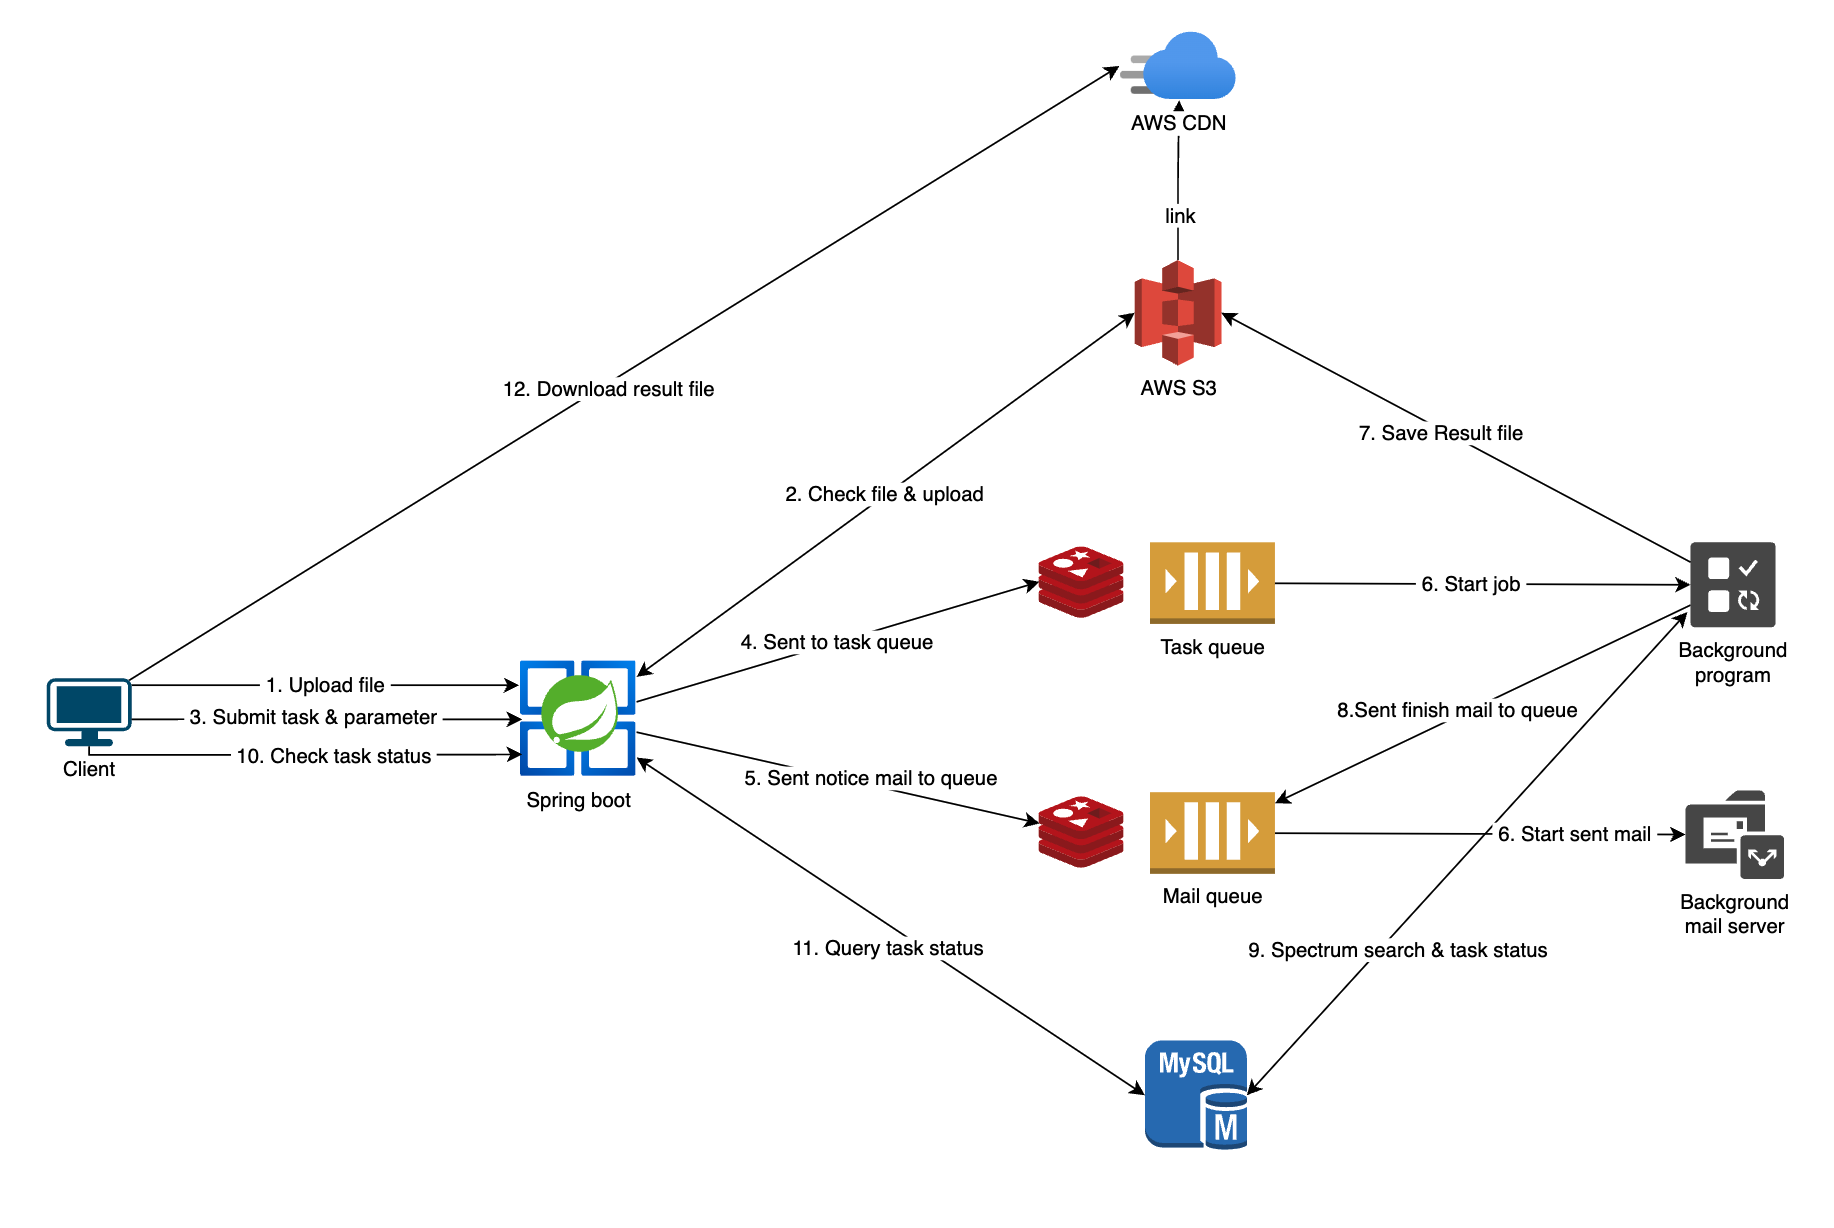 AWS CDN
link
AWS S3
12. Download result file
7. Save Result file
2. Check file & upload
6. Start job
4. Sent to task queue
Task queue
Background
program
1. Upload file
3. Submit task & parameter
10. Check task status
Client
Spring boot
8.Sent finish mail to queue
5. Sent notice mail to queue
6. Start sent mail
Mail queue
Background
mail server
11. Query task status
9. Spectrum search & task status
MySQL
M